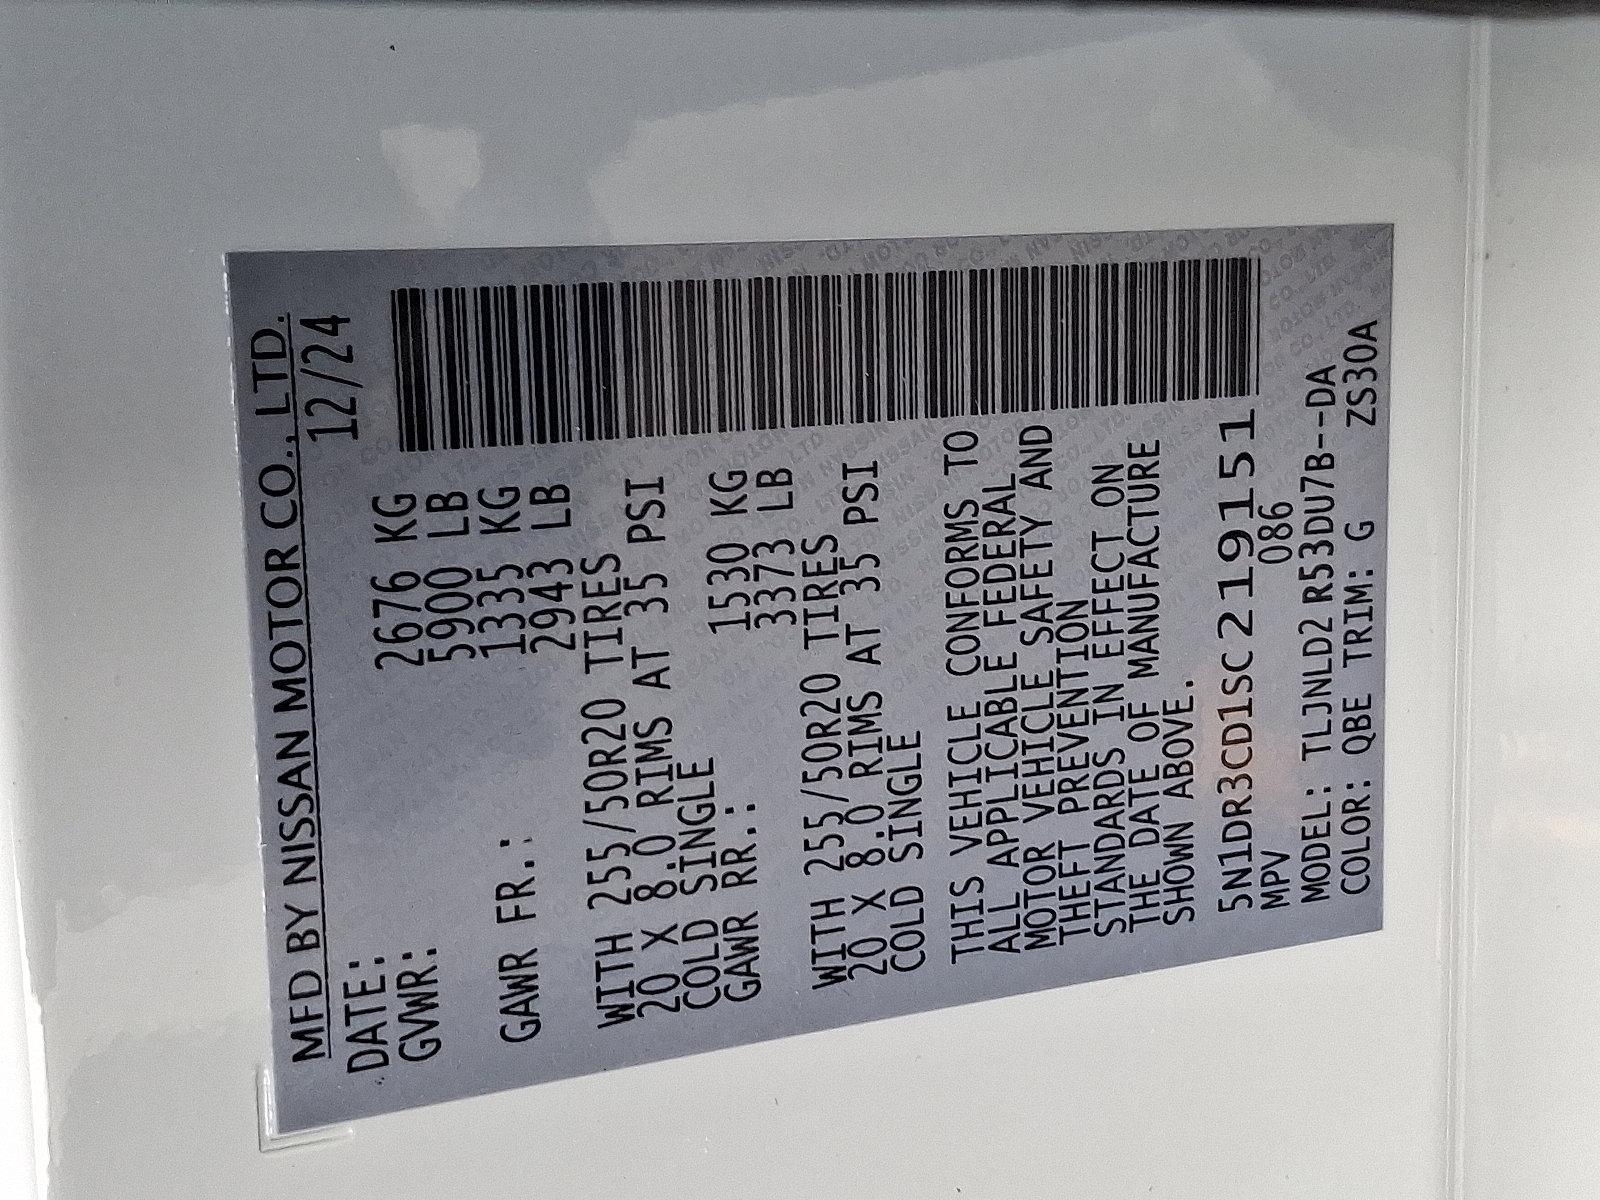 MFD BY NISSAN MOTOR CO., LTD.
DATE: 12/24
GVWR: 2676 KG
5900 LB
GAWR FR.: 1335 KG
2943 LB
WITH 255/50R20 TIRES
20 X 8.0 RIMS AT 35 PSI
COLD SINGLE
GAWR RR.: 1530 KG
3373 LB
WITH 255/50R20 TIRES
20 X 8.0 RIMS AT 35 PSI
COLD SINGLE
THIS VEHICLE CONFORMS TO
ALL APPLICABLE FEDERAL
MOTOR VEHICLE SAFETY AND
THEFT PREVENTION
STANDARDS IN EFFECT ON
THE DATE OF MANUFACTURE
SHOWN ABOVE.
5N1DR3CD1SC219151
MPV 086
MODEL: TLJNLD2 R53DU7B--DA
COLOR: QBE TRIM: G ZS30A